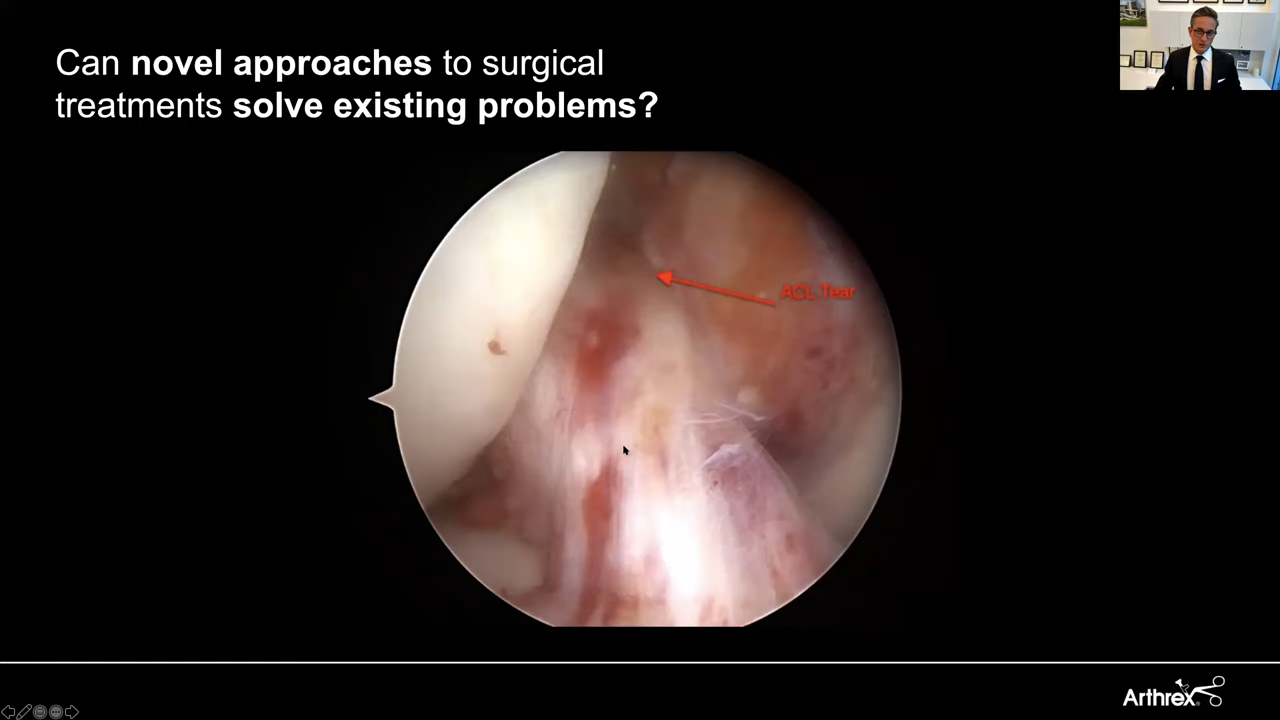 Can novel approaches to surgical
treatments solve existing problems?
ACL Tear
Arthrex